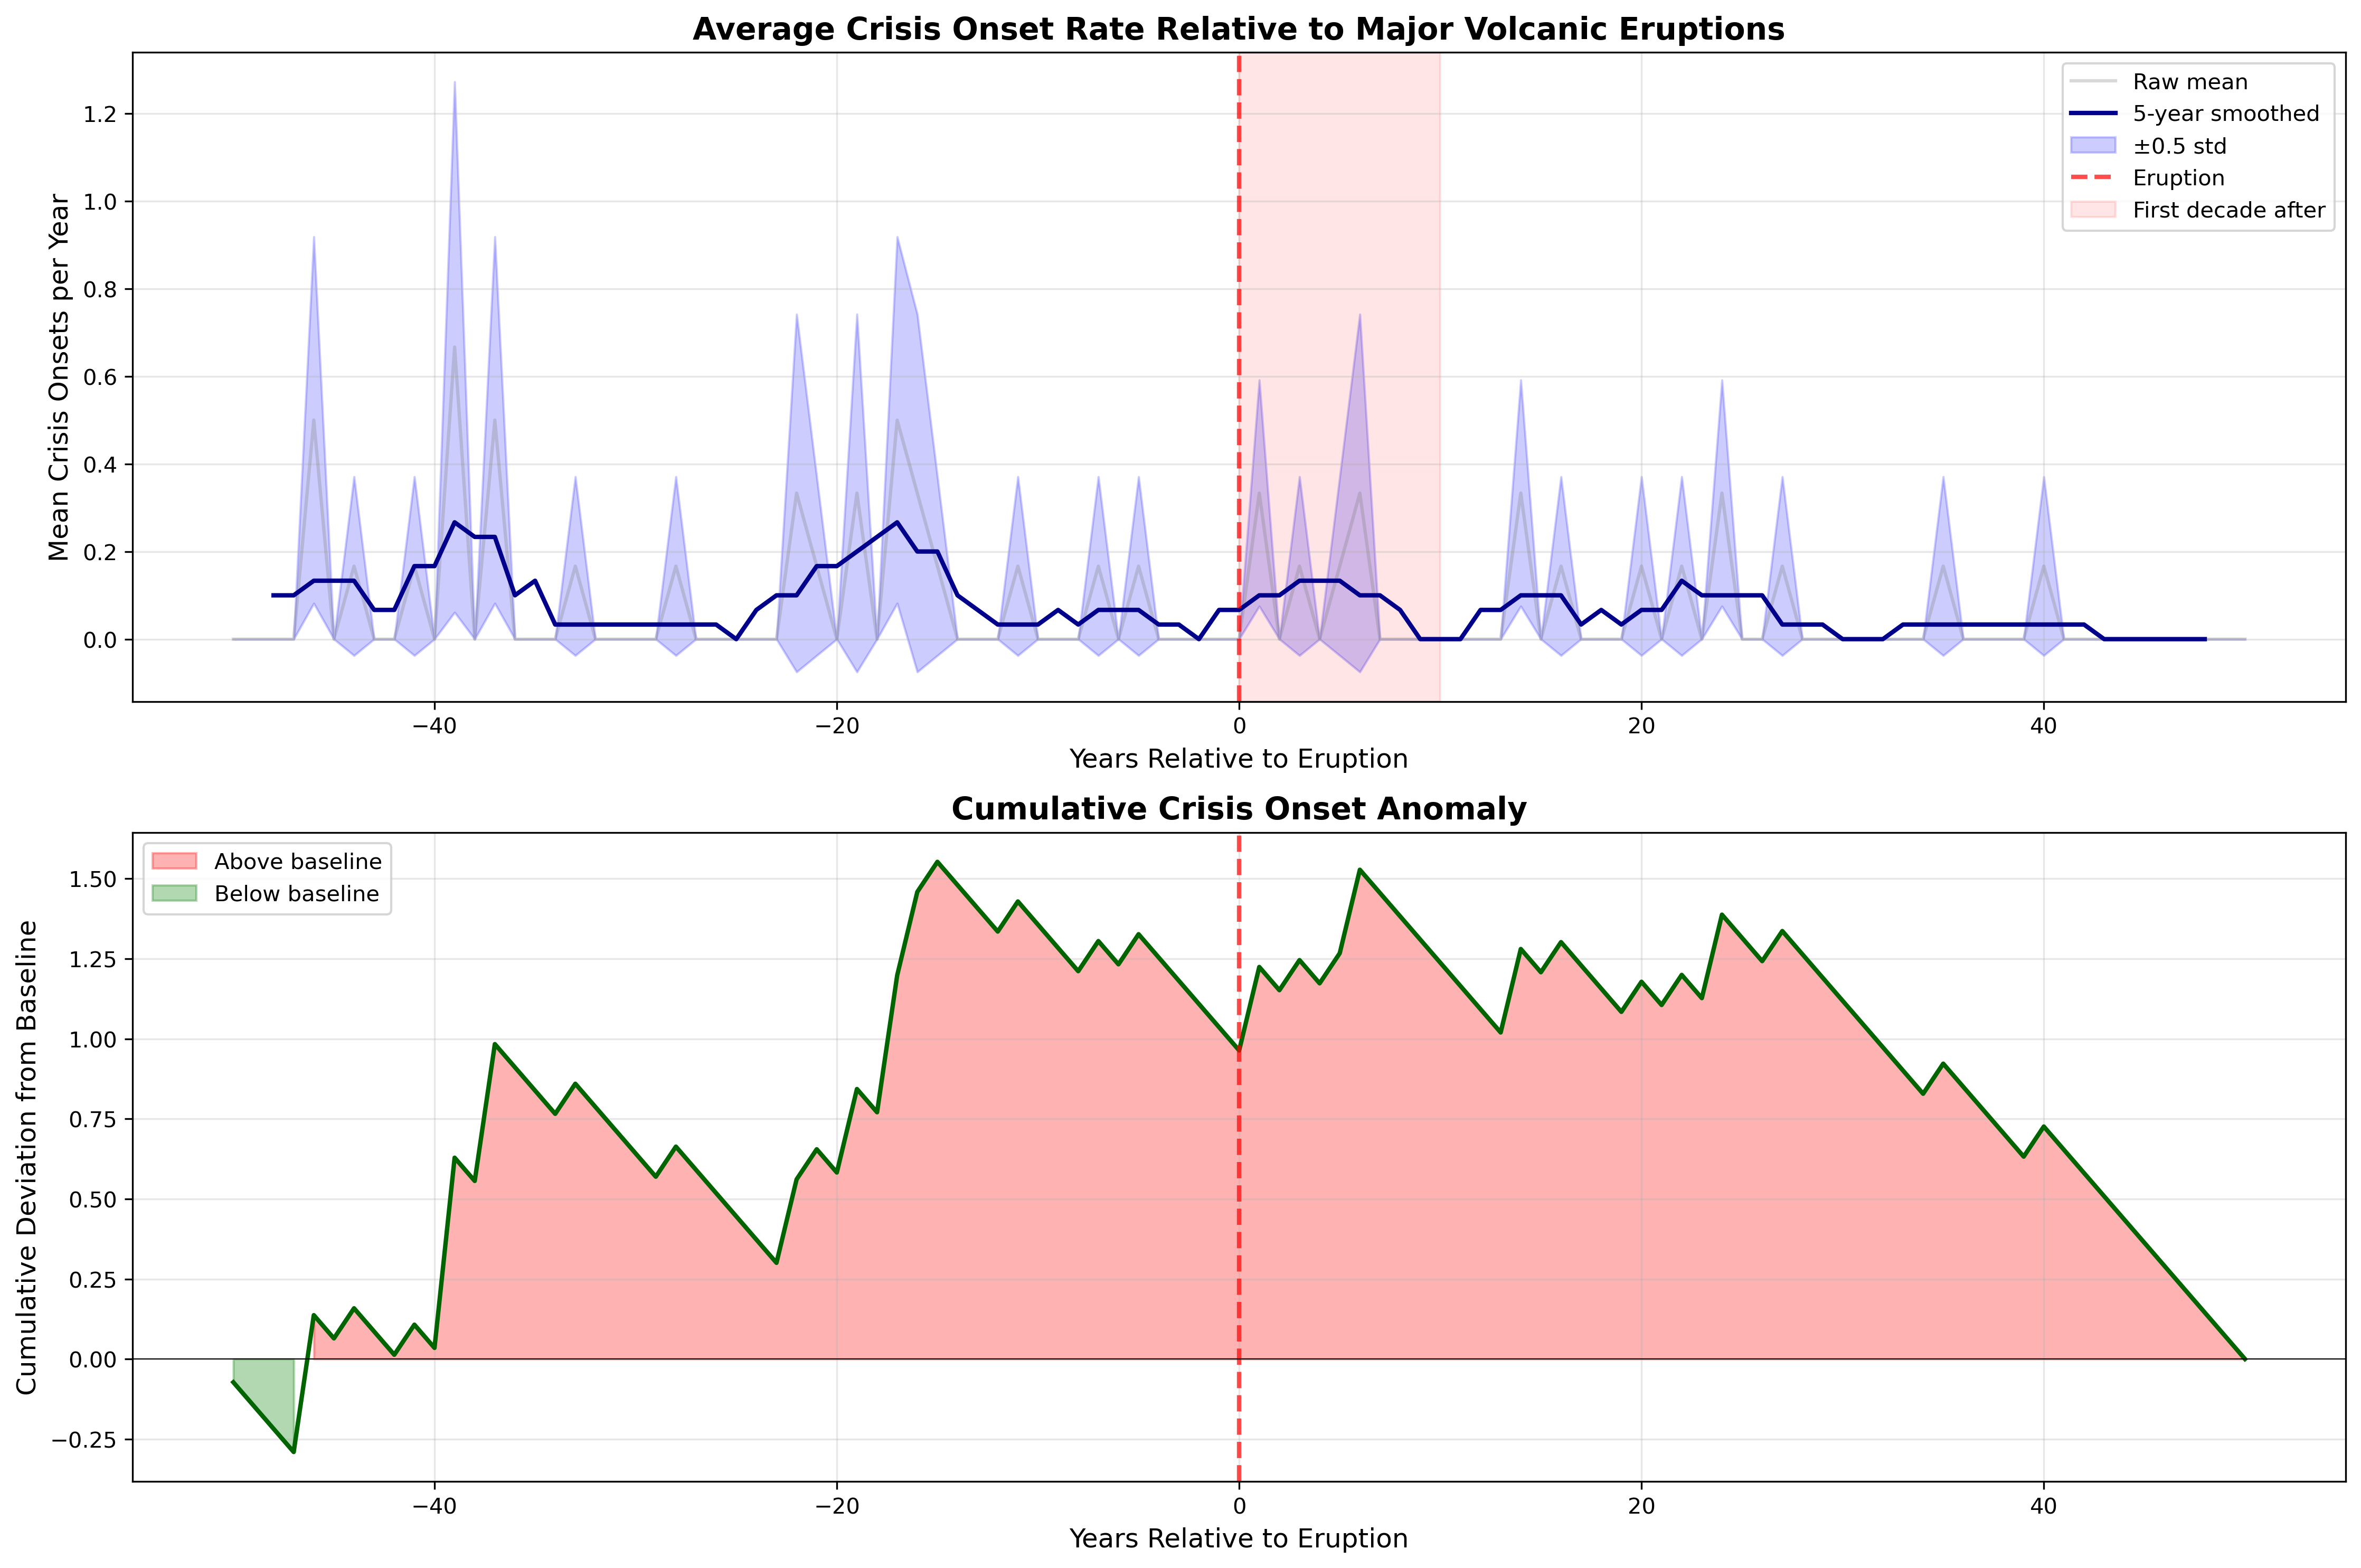 Average Crisis Onset Rate Relative to Major Volcanic Eruptions
Mean Crisis Onsets per Year
1.2
1.0
0.8
0.6
0.4
0.2
0.0
Raw mean
5-year smoothed
±0.5 std
Eruption
First decade after
−40 −20 0 20 40
Years Relative to Eruption
Cumulative Crisis Onset Anomaly
Cumulative Deviation from Baseline
Above baseline
Below baseline
1.50
1.25
1.00
0.75
0.50
0.25
0.00
−0.25
−40 −20 0 20 40
Years Relative to Eruption